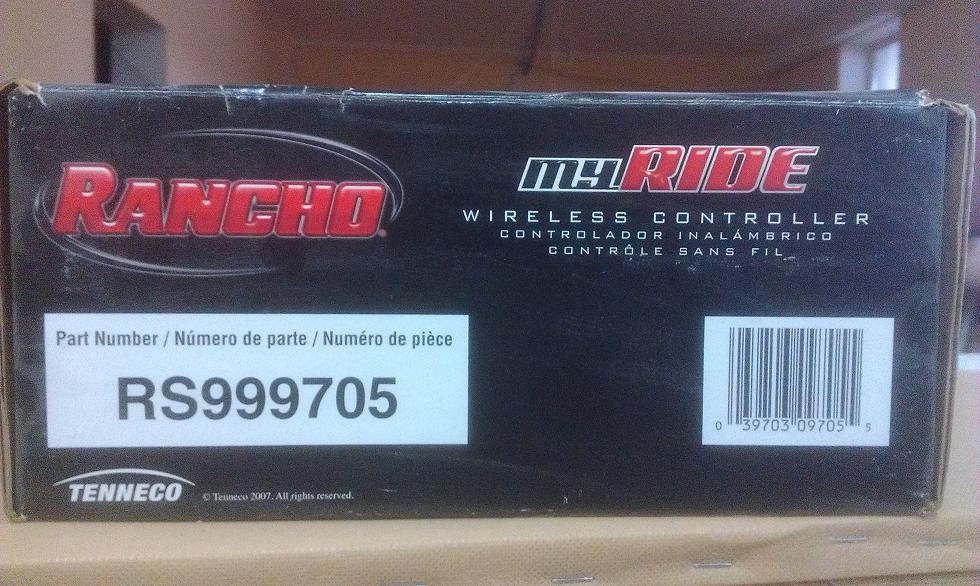 RANCHO
myRIDE
WIRELESS CONTROLLER
CONTROLADOR INALÁMBRICO
CONTRÔLE SANS FIL
Part Number / Número de parte / Numéro de pièce
RS999705
0 39703 09705 5
TENNECO
© Tenneco 2007. All rights reserved.